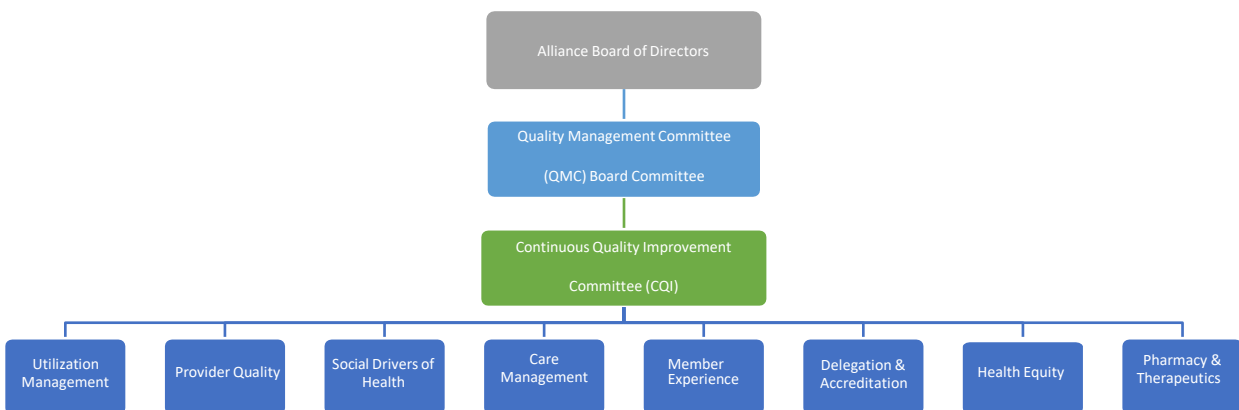 Alliance Board of Directors
Quality Management Committee
(QMC) Board Committee
Continuous Quality Improvement
Committee (CQI)
Utilization
Management
Provider Quality
Social Drivers of
Health
Care
Management
Member
Experience
Delegation &
Accreditation
Health Equity
Pharmacy &
Therapeutics